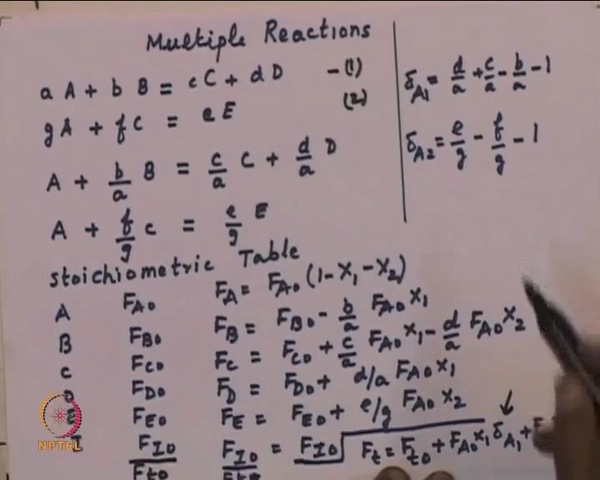 Multiple Reactions
a A + b B = c C + d D - (1)
g A + f C = e E (2)
A + b/a B = c/a C + d/a D
A + f/g C = e/g E
δA1 = d/a + c/a - b/a - 1
δA2 = e/g - f/g - 1
stoichiometric Table
A FA0 FA = FA0 (1 - X1 - X2)
B FB0 FB = FB0 - b/a FA0 X1
C FC0 FC = FC0 + c/a FA0 X1 - d/a FA0 X2
D FD0 FD = FD0 + d/a FA0 X1
FE0 FE = FE0 + e/g FA0 X2
FI0 FI0 = FI0 Ft = Ft0 + FA0 X1 δA1 + F
Ft0 Ft0
NPTEL